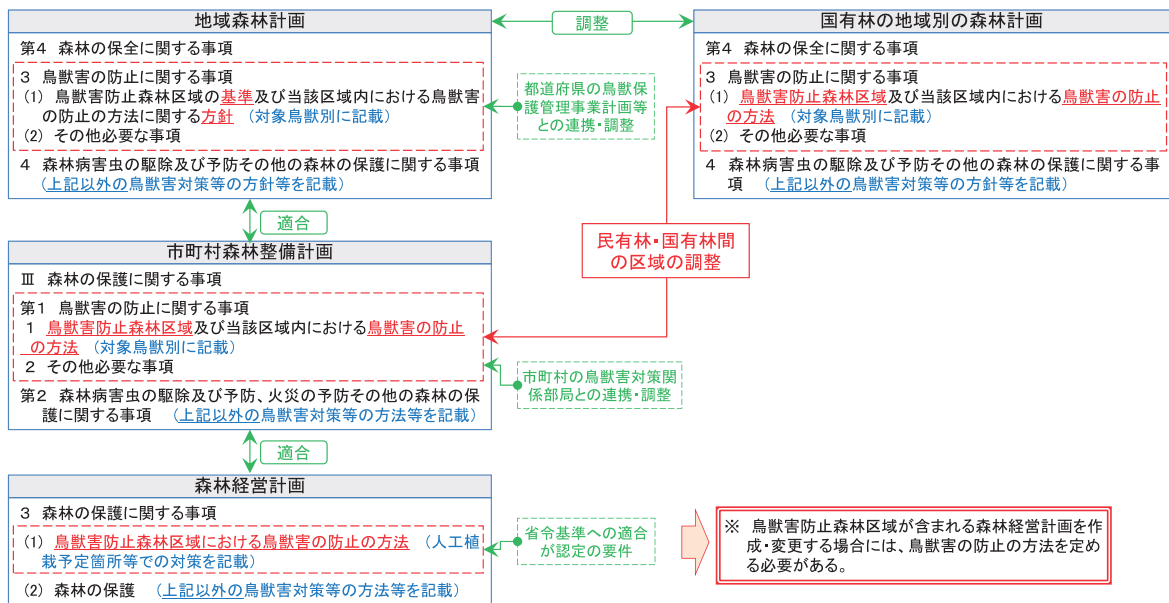 地域森林計画
第4 森林の保全に関する事項
3 鳥獣害の防止に関する事項
(1) 鳥獣害防止森林区域の基準及び当該区域内における鳥獣害
の防止の方法に関する方針 (対象鳥獣別に記載)
(2) その他必要な事項
4 森林病害虫の駆除及び予防その他の森林の保護に関する事項
(上記以外の鳥獣害対策等の方針等を記載)
調整
国有林の地域別の森林計画
第4 森林の保全に関する事項
3 鳥獣害の防止に関する事項
(1) 鳥獣害防止森林区域及び当該区域内における鳥獣害の防止
の方法 (対象鳥獣別に記載)
(2) その他必要な事項
4 森林病害虫の駆除及び予防その他の森林の保護に関する事
項 (上記以外の鳥獣害対策等の方針等を記載)
都道府県の鳥獣保
護管理事業計画等
との連携・調整
適合
民有林・国有林間
の区域の調整
市町村森林整備計画
Ⅲ 森林の保護に関する事項
第1 鳥獣害の防止に関する事項
1 鳥獣害防止森林区域及び当該区域内における鳥獣害の防止
の方法 (対象鳥獣別に記載)
2 その他必要な事項
第2 森林病害虫の駆除及び予防、火災の予防その他の森林の保
護に関する事項 (上記以外の鳥獣害対策等の方法等を記載)
市町村の鳥獣害対策関
係部局との連携・調整
適合
森林経営計画
3 森林の保護に関する事項
(1) 鳥獣害防止森林区域における鳥獣害の防止の方法 (人工植
栽予定箇所等での対策を記載)
(2) 森林の保護 (上記以外の鳥獣害対策等の方法等を記載)
省令基準への適合
が認定の要件
※ 鳥獣害防止森林区域が含まれる森林経営計画を作
成・変更する場合には、鳥獣害の防止の方法を定め
る必要がある。